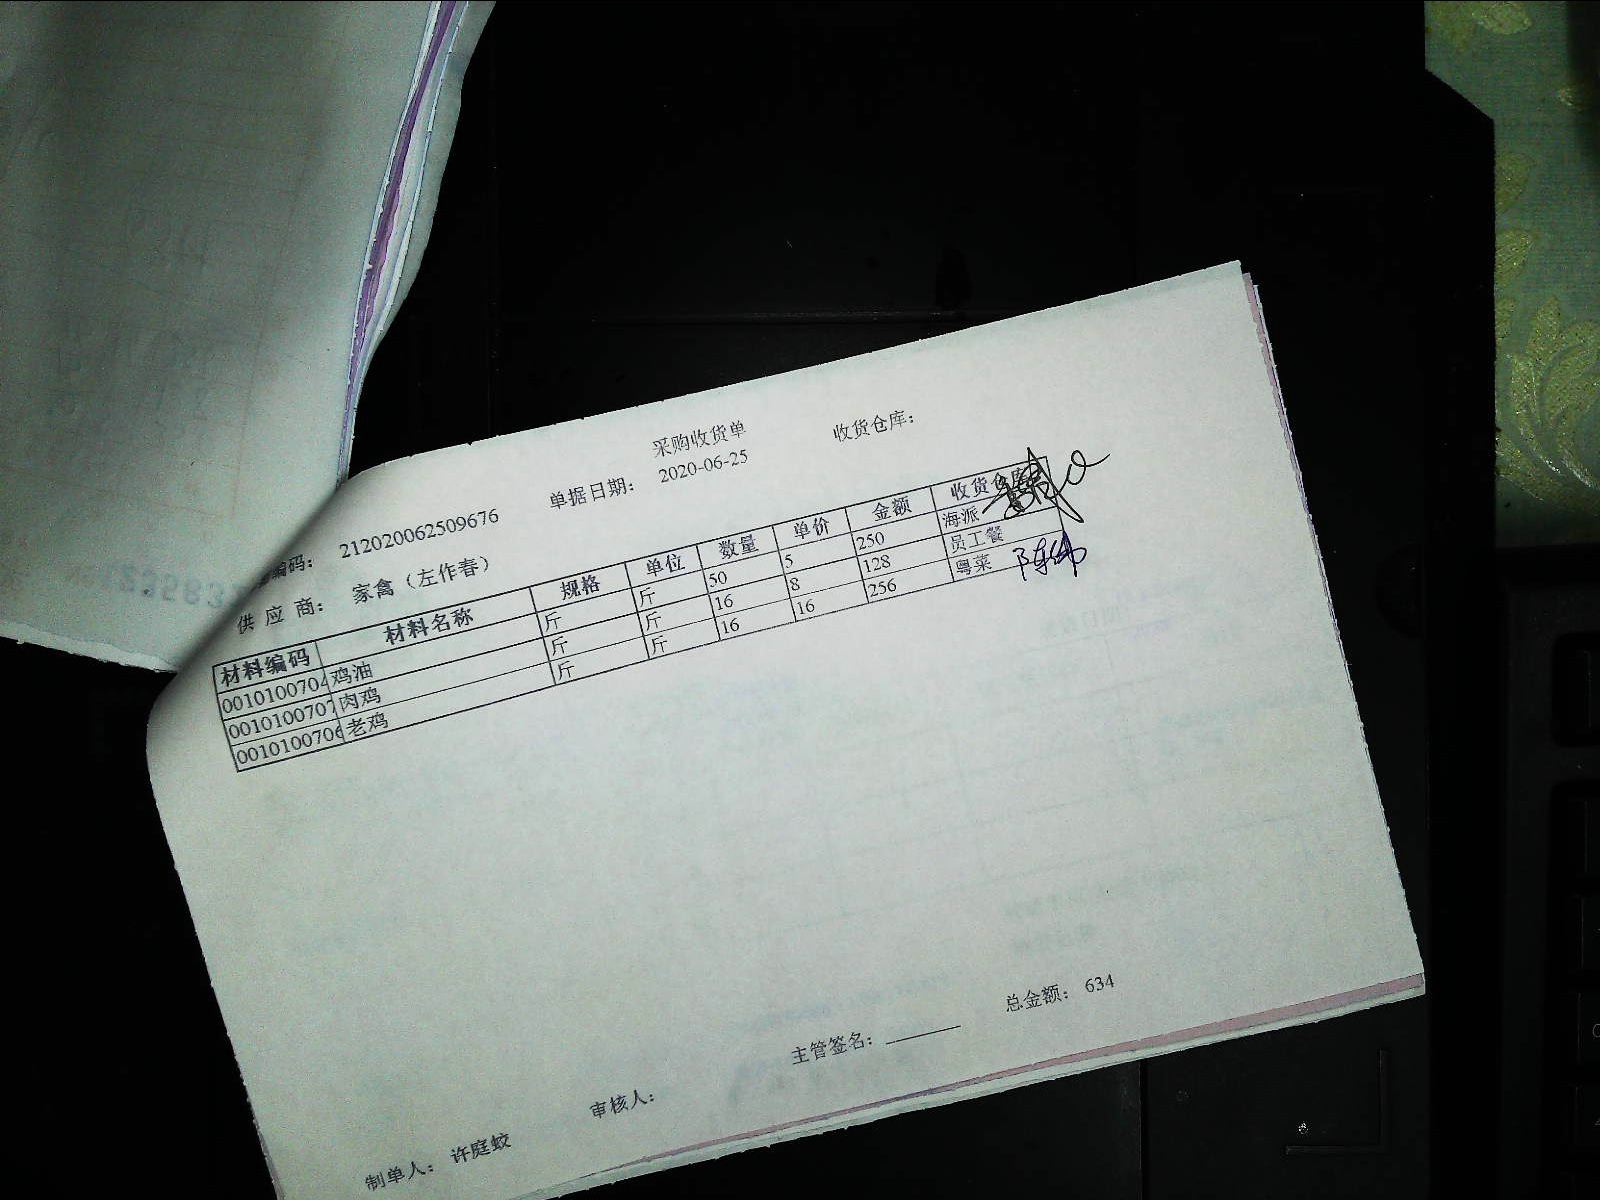 采购收货单
收货仓库：
编码： 212020062509676
单据日期： 2020-06-25
供 应 商： 家禽（左作春）
材料编码 材料名称 规格 单位 数量 单价 金额 收货仓库
001010070 鸡油 斤 斤 50 5 250 海派
001010070 肉鸡 斤 斤 16 8 128 员工餐
001010070 老鸡 斤 斤 16 16 256 粤菜
总金额： 634
主管签名：
审核人：
制单人： 许庭蛟